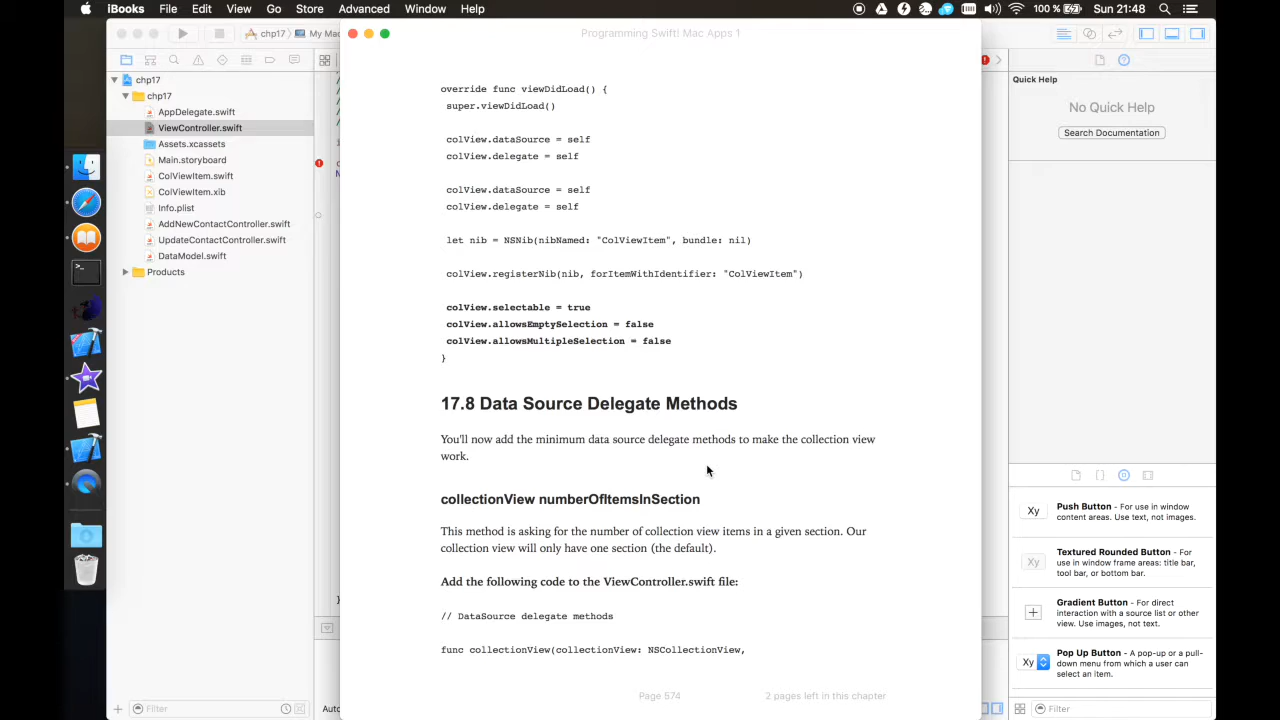 iBooks File Edit View Go Store Advanced Window Help
100 % Sun 21:48
chp17
My Mac
Programming Swift! Mac Apps 1
chp17
chp17
AppDelegate.swift
ViewController.swift
Assets.xcassets
Main.storyboard
ColViewItem.swift
ColViewItem.xib
Info.plist
AddNewContactController.swift
UpdateContactController.swift
DataModel.swift
Products
Filter
override func viewDidLoad() {
super.viewDidLoad()
colView.dataSource = self
colView.delegate = self
colView.dataSource = self
colView.delegate = self
let nib = NSNib(nibNamed: "ColViewItem", bundle: nil)
colView.registerNib(nib, forItemWithIdentifier: "ColViewItem")
colView.selectable = true
colView.allowsEmptySelection = false
colView.allowsMultipleSelection = false
}
17.8 Data Source Delegate Methods
You'll now add the minimum data source delegate methods to make the collection view
work.
collectionView numberOfItemsInSection
This method is asking for the number of collection view items in a given section. Our
collection view will only have one section (the default).
Add the following code to the ViewController.swift file:
// DataSource delegate methods
func collectionView(collectionView: NSCollectionView,
Page 574
2 pages left in this chapter
Quick Help
No Quick Help
Search Documentation
Push Button - For use in window
content areas. Use text, not images.
Textured Rounded Button - For
use in window frame areas: title bar,
tool bar, or bottom bar.
Gradient Button - For direct
interaction with a source list or other
view. Use images, not text.
Pop Up Button - A pop-up or a pull-
down menu from which a user can
select an item.
Filter